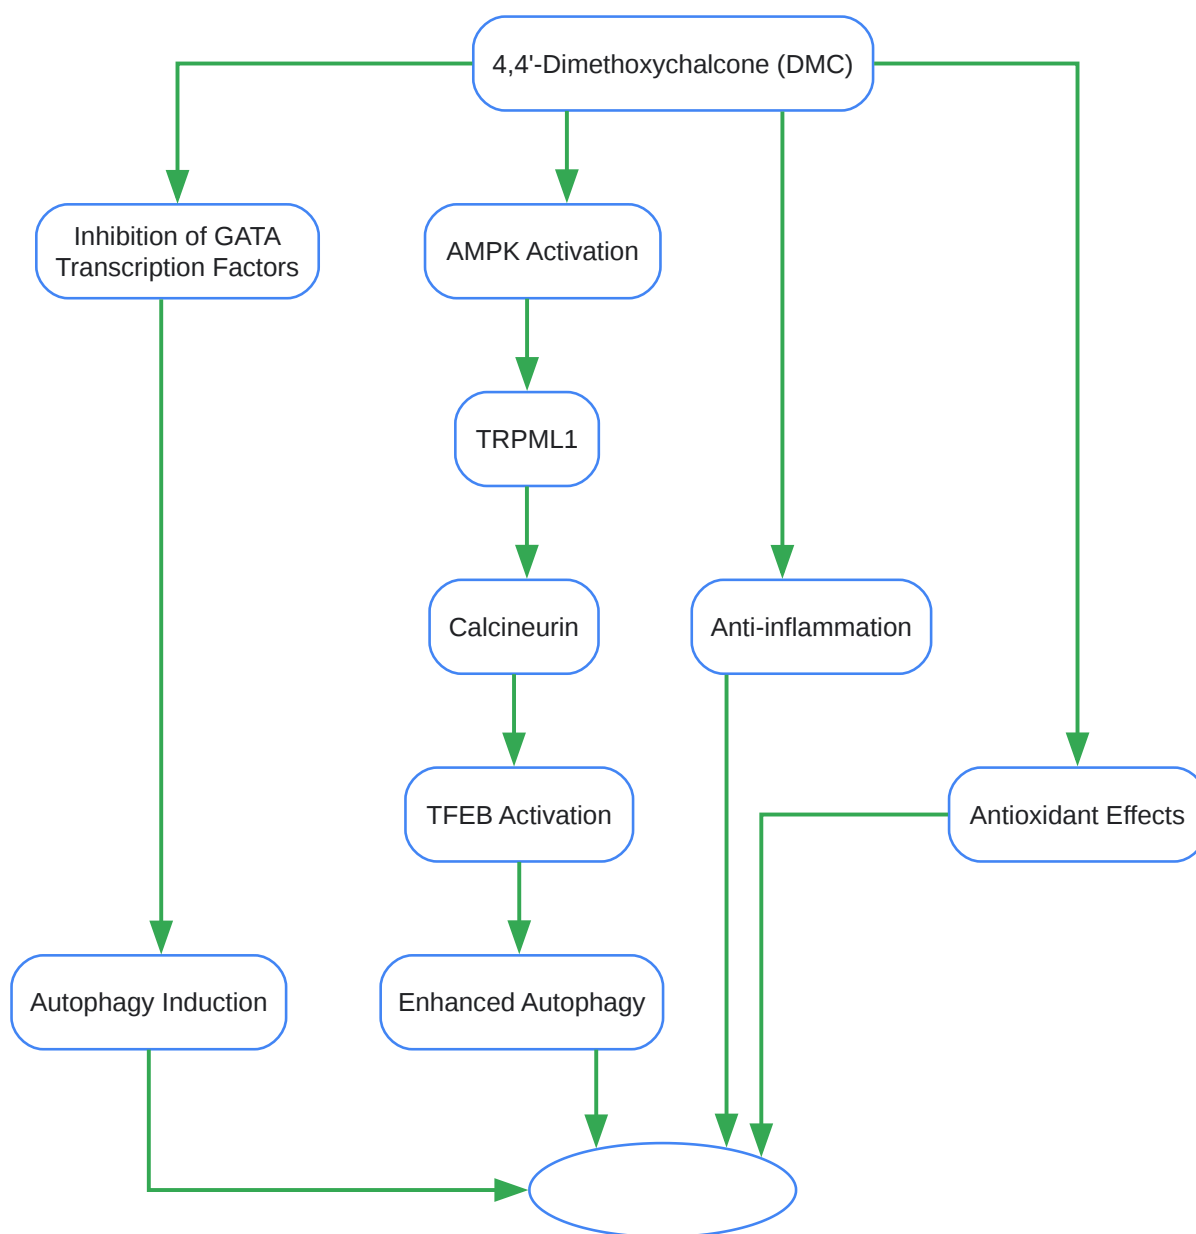 4,4'-Dimethoxychalcone (DMC)
Inhibition of GATA
Transcription Factors
AMPK Activation
TRPML1
Calcineurin
Anti-inflammation
TFEB Activation
Antioxidant Effects
Autophagy Induction
Enhanced Autophagy